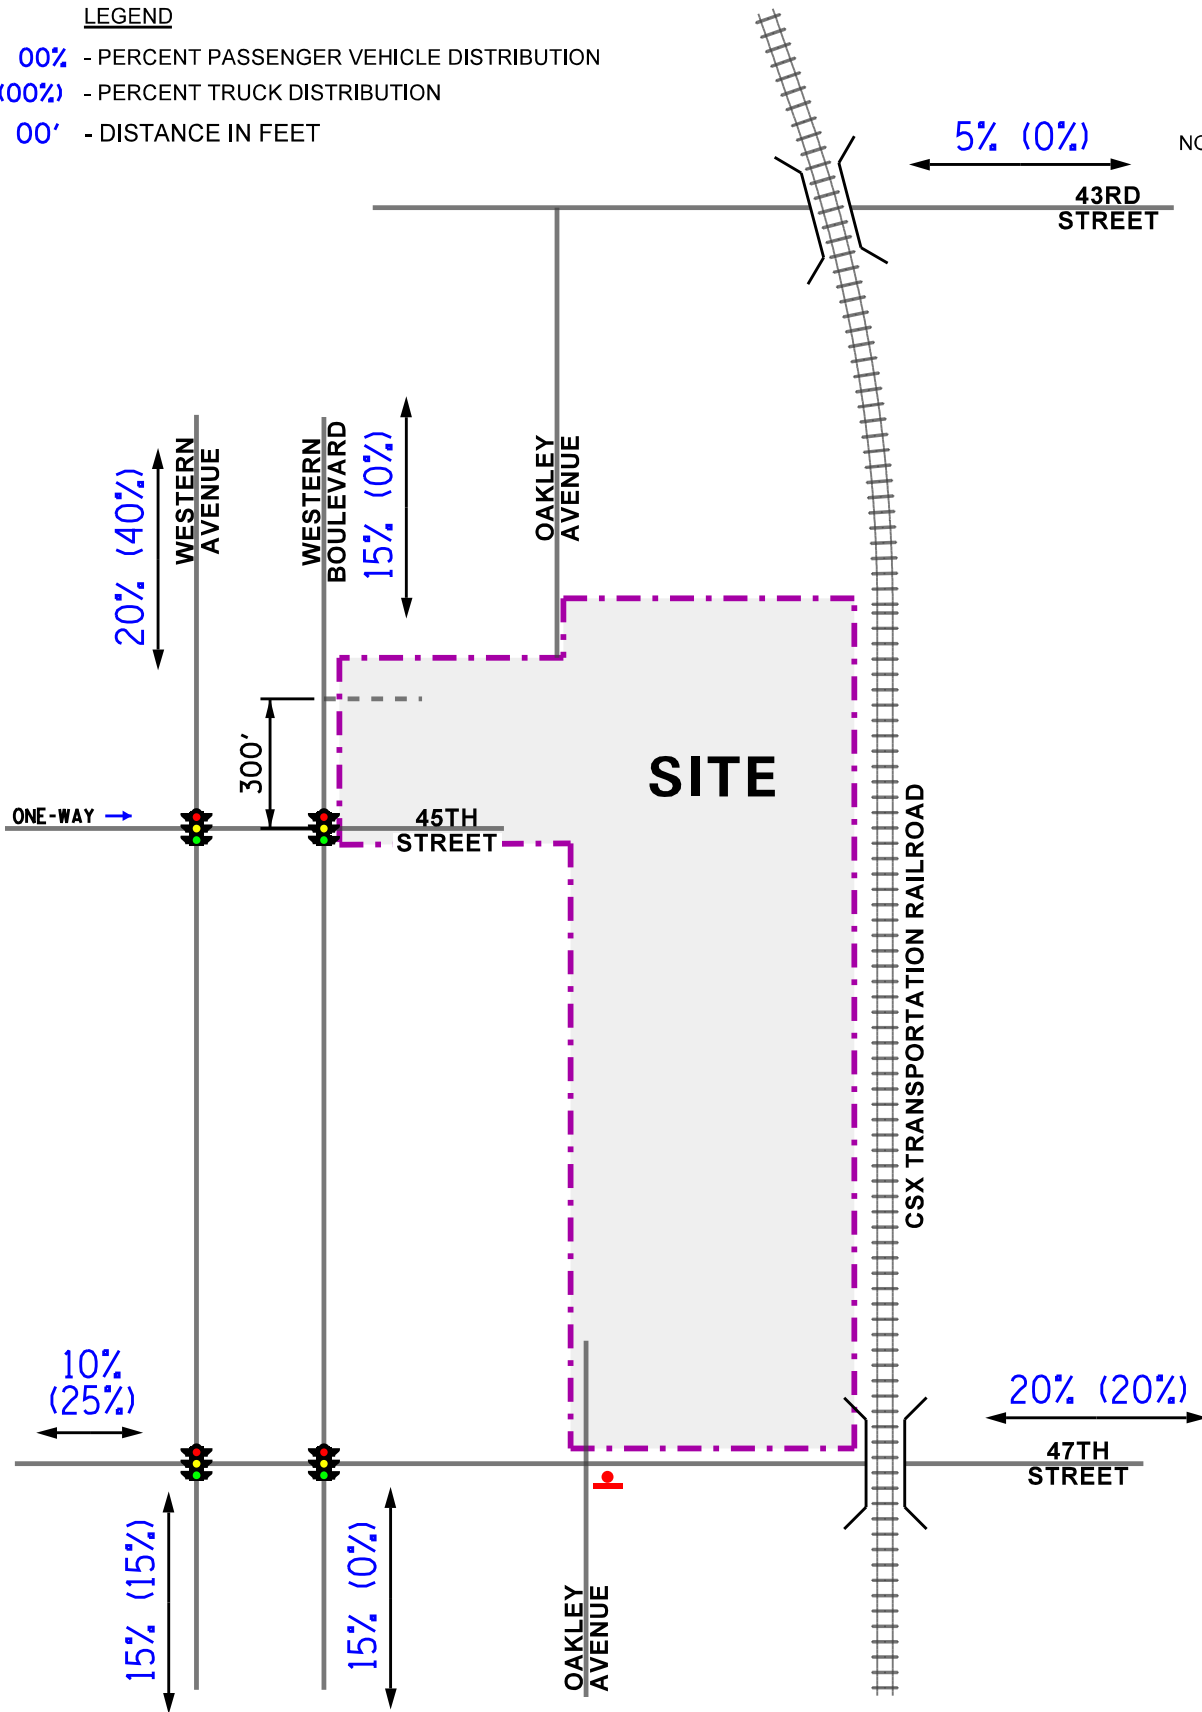 LEGEND
00% - PERCENT PASSENGER VEHICLE DISTRIBUTION
(00%) - PERCENT TRUCK DISTRIBUTION
00' - DISTANCE IN FEET
5% (0%)
43RD
STREET
WESTERN
AVENUE
20% (40%)
WESTERN
BOULEVARD
15% (0%)
OAKLEY
AVENUE
300'
SITE
ONE-WAY →
45TH
STREET
CSX TRANSPORTATION RAILROAD
10%
(25%)
20% (20%)
47TH
STREET
15% (15%)
15% (0%)
OAKLEY
AVENUE